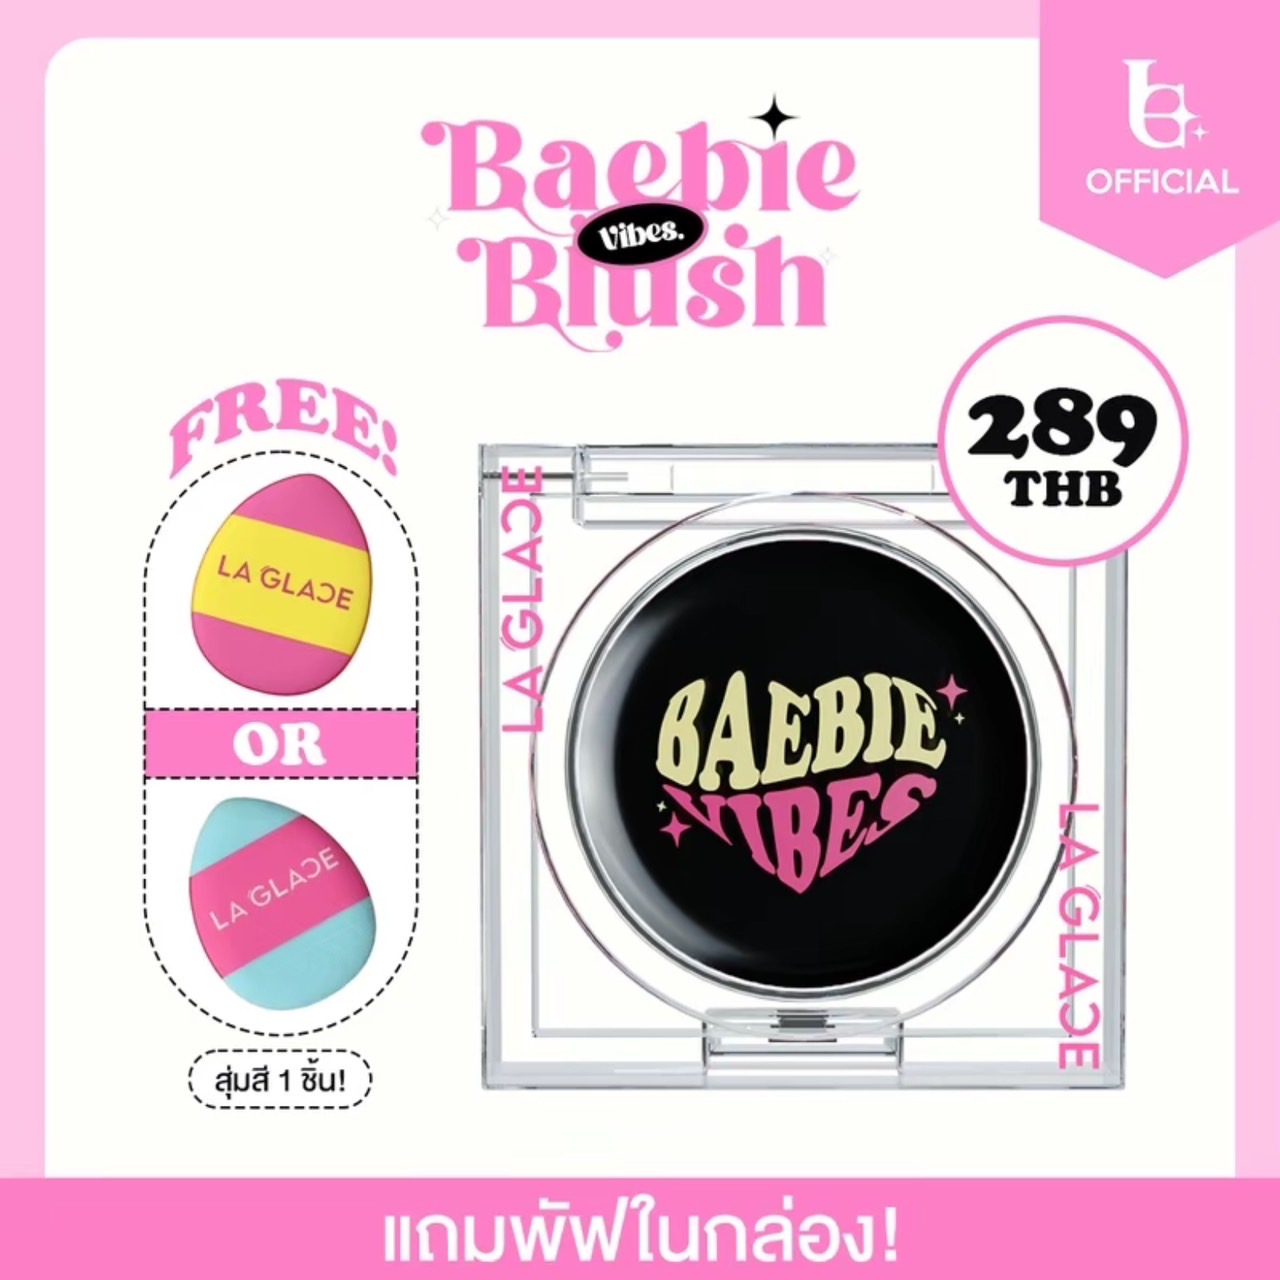 OFFICIAL
Baebie
Vibes.
Blush
289
THB
FREE!
LA GLACE
OR
LA GLACE
สุ่มสี 1 ชิ้น!
LA GLACE
BAEBIE
VIBES
LA GLACE
แถมพัฟในกล่อง!